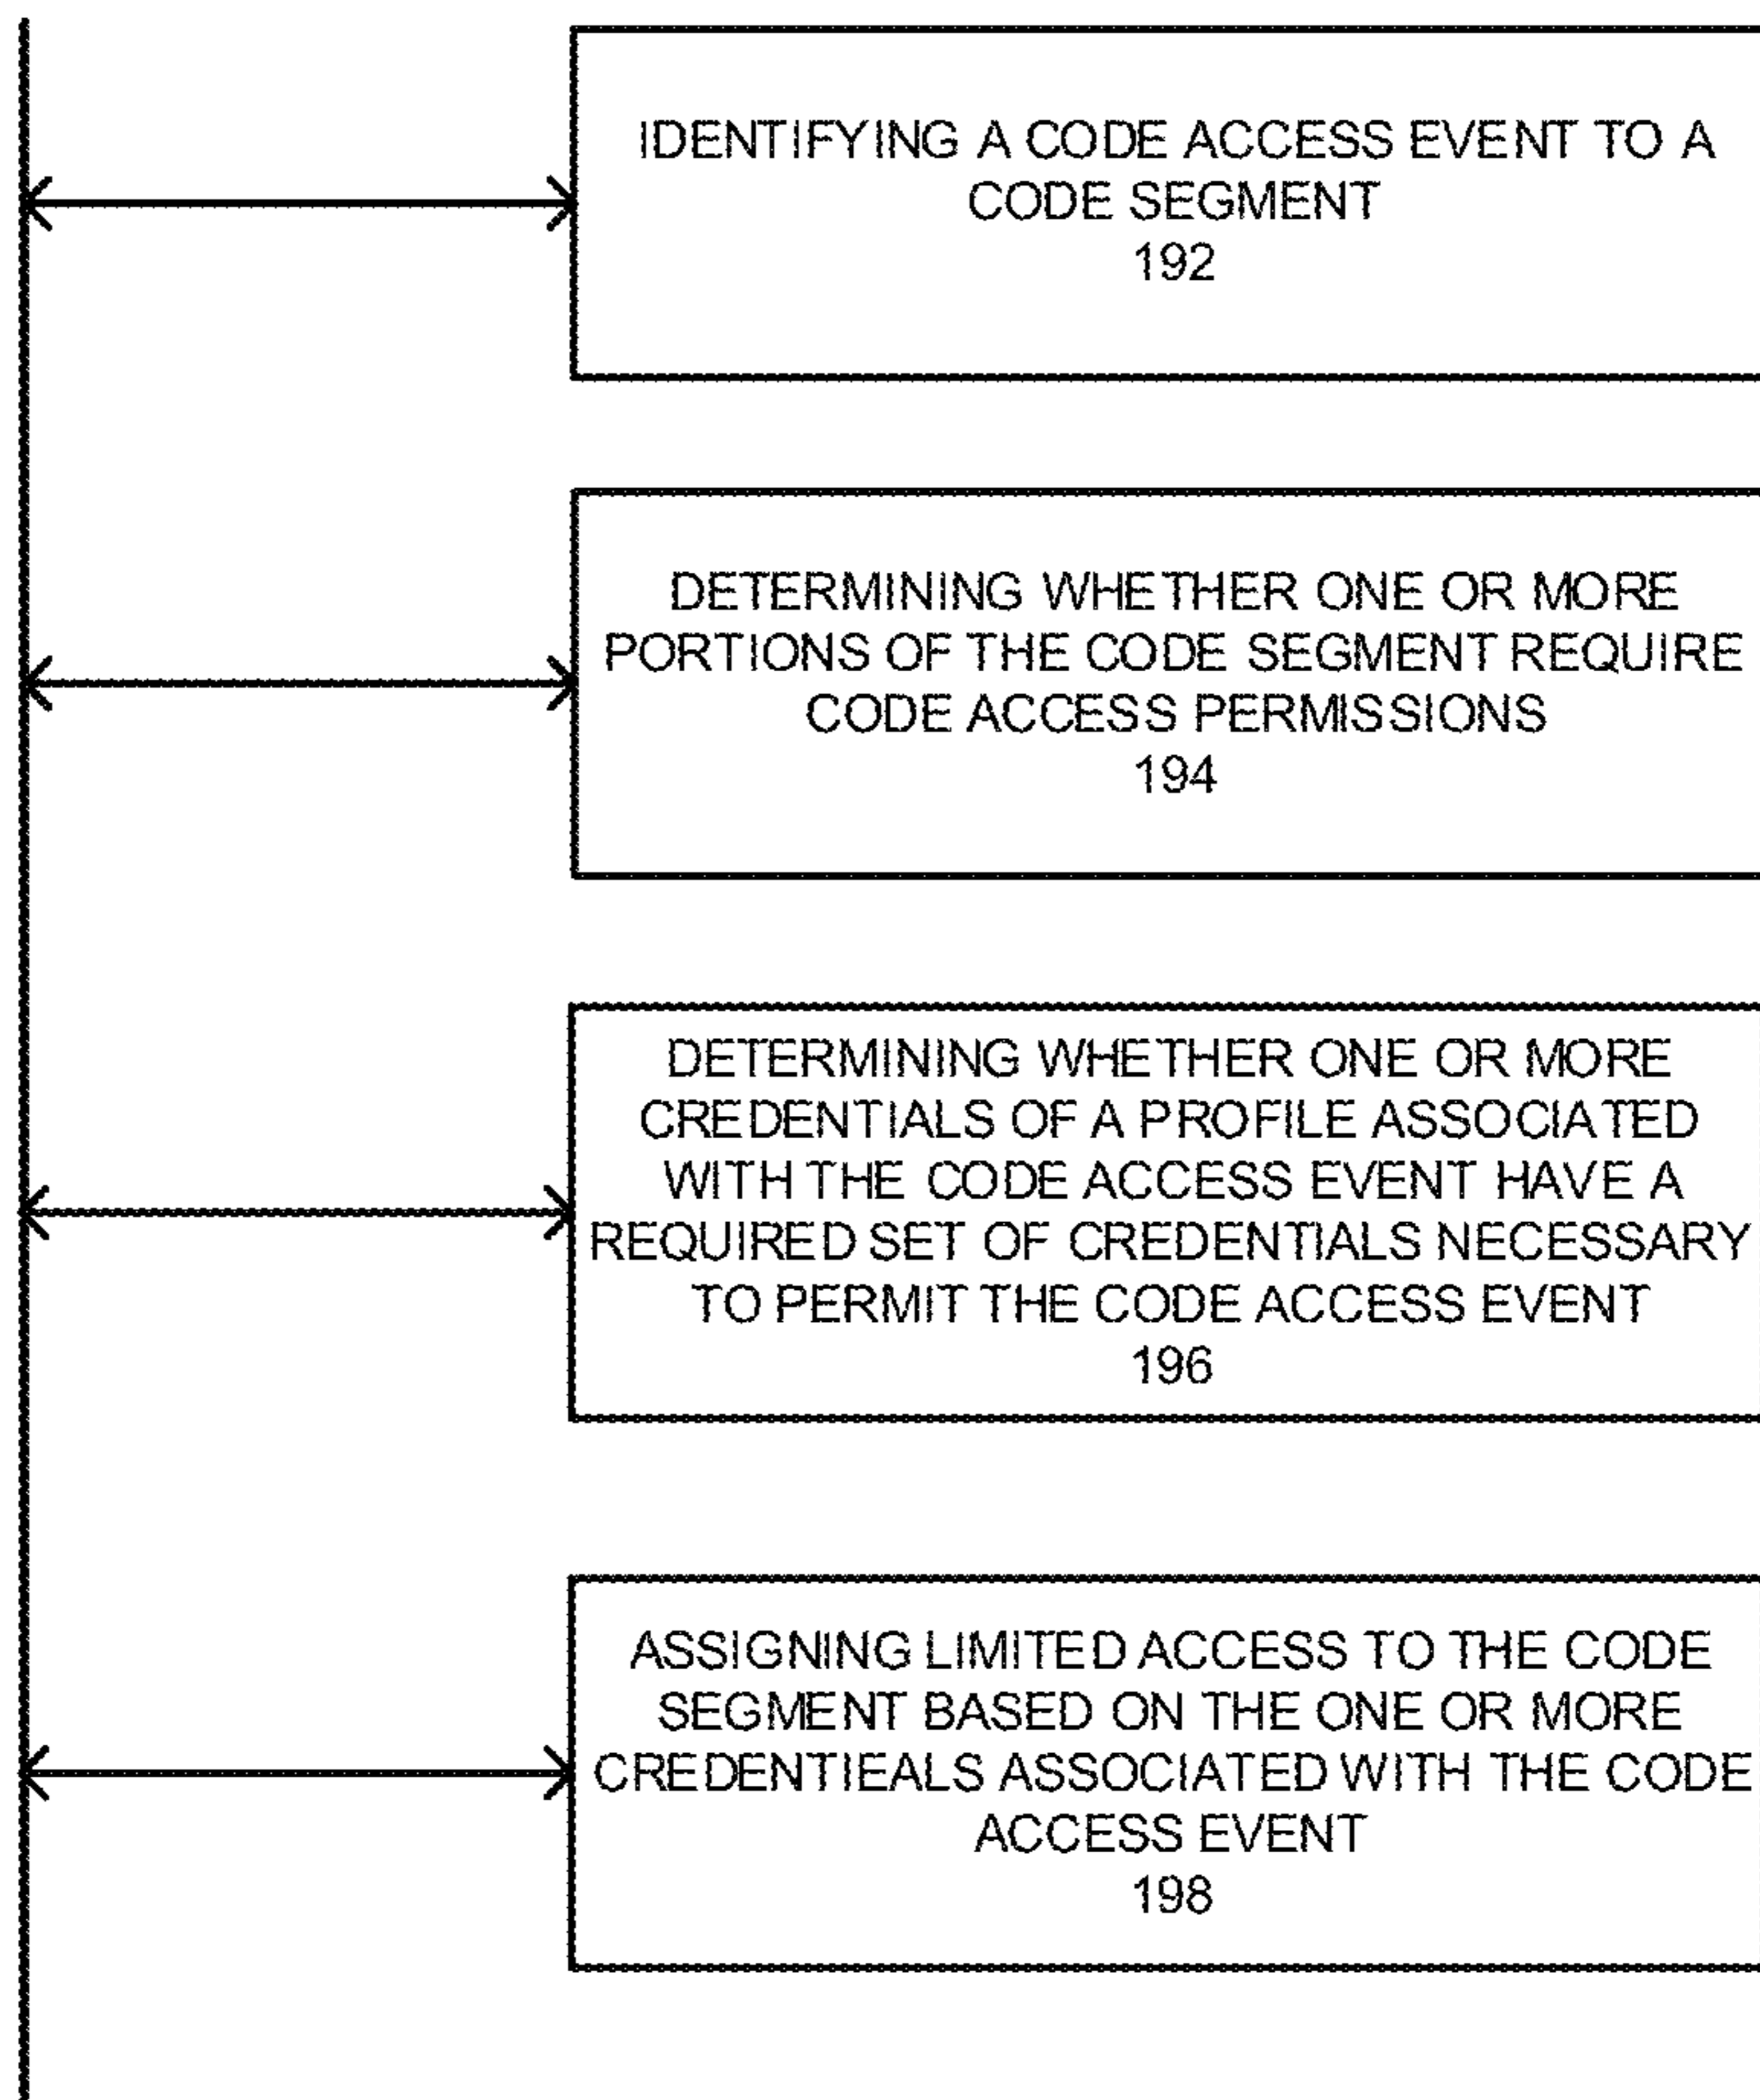 IDENTIFYING A CODE ACCESS EVENT TO A
CODE SEGMENT
192
DETERMINING WHETHER ONE OR MORE
PORTIONS OF THE CODE SEGMENT REQUIRE
CODE ACCESS PERMISSIONS
194
DETERMINING WHETHER ONE OR MORE
CREDENTIALS OF A PROFILE ASSOCIATED
WITH THE CODE ACCESS EVENT HAVE A
REQUIRED SET OF CREDENTIALS NECESSARY
TO PERMIT THE CODE ACCESS EVENT
196
ASSIGNING LIMITED ACCESS TO THE CODE
SEGMENT BASED ON THE ONE OR MORE
CREDENTIEALS ASSOCIATED WITH THE CODE
ACCESS EVENT
198